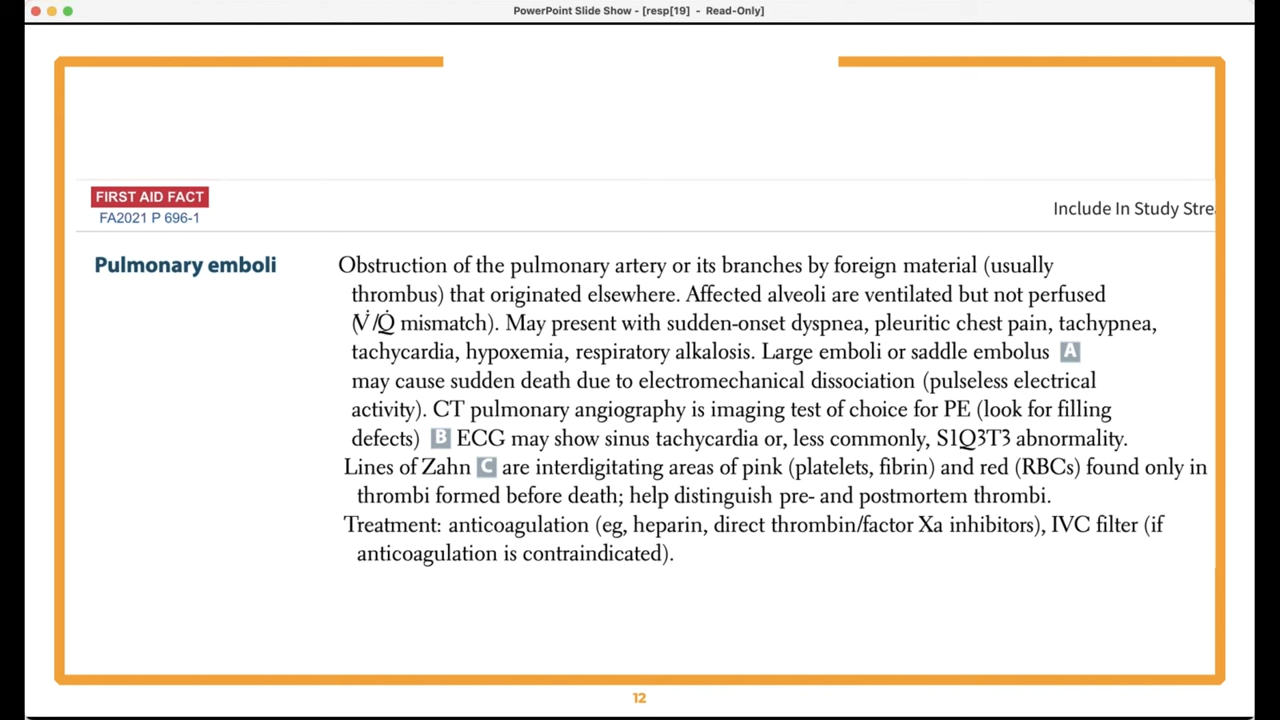 PowerPoint Slide Show - [resp[19] - Read-Only]
FIRST AID FACT
FA2021 P 696-1
Include In Study Stre
Pulmonary emboli
Obstruction of the pulmonary artery or its branches by foreign material (usually
thrombus) that originated elsewhere. Affected alveoli are ventilated but not perfused
(V̇/Q̇ mismatch). May present with sudden-onset dyspnea, pleuritic chest pain, tachypnea,
tachycardia, hypoxemia, respiratory alkalosis. Large emboli or saddle embolus A
may cause sudden death due to electromechanical dissociation (pulseless electrical
activity). CT pulmonary angiography is imaging test of choice for PE (look for filling
defects) B ECG may show sinus tachycardia or, less commonly, S1Q3T3 abnormality.
Lines of Zahn C are interdigitating areas of pink (platelets, fibrin) and red (RBCs) found only in
thrombi formed before death; help distinguish pre- and postmortem thrombi.
Treatment: anticoagulation (eg, heparin, direct thrombin/factor Xa inhibitors), IVC filter (if
anticoagulation is contraindicated).
12